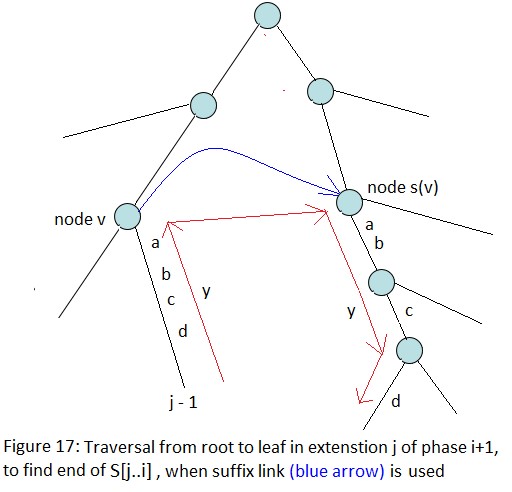 node s(v)
node v
a
b
a
b
c
y
y
c
d
j - 1
d
Figure 17: Traversal from root to leaf in extenstion j of phase i+1,
to find end of S[j..i] , when suffix link (blue arrow) is used